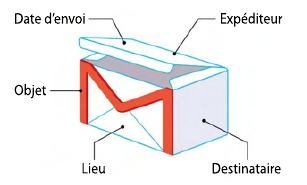 Date d'envoi
Expéditeur
Objet
Lieu
Destinataire